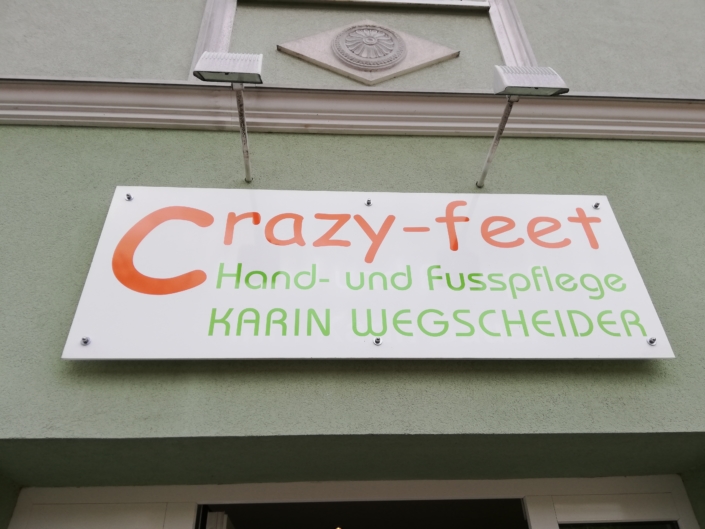 Crazy-feet
Hand- und Fusspflege
KARIN WEGSCHEIDER